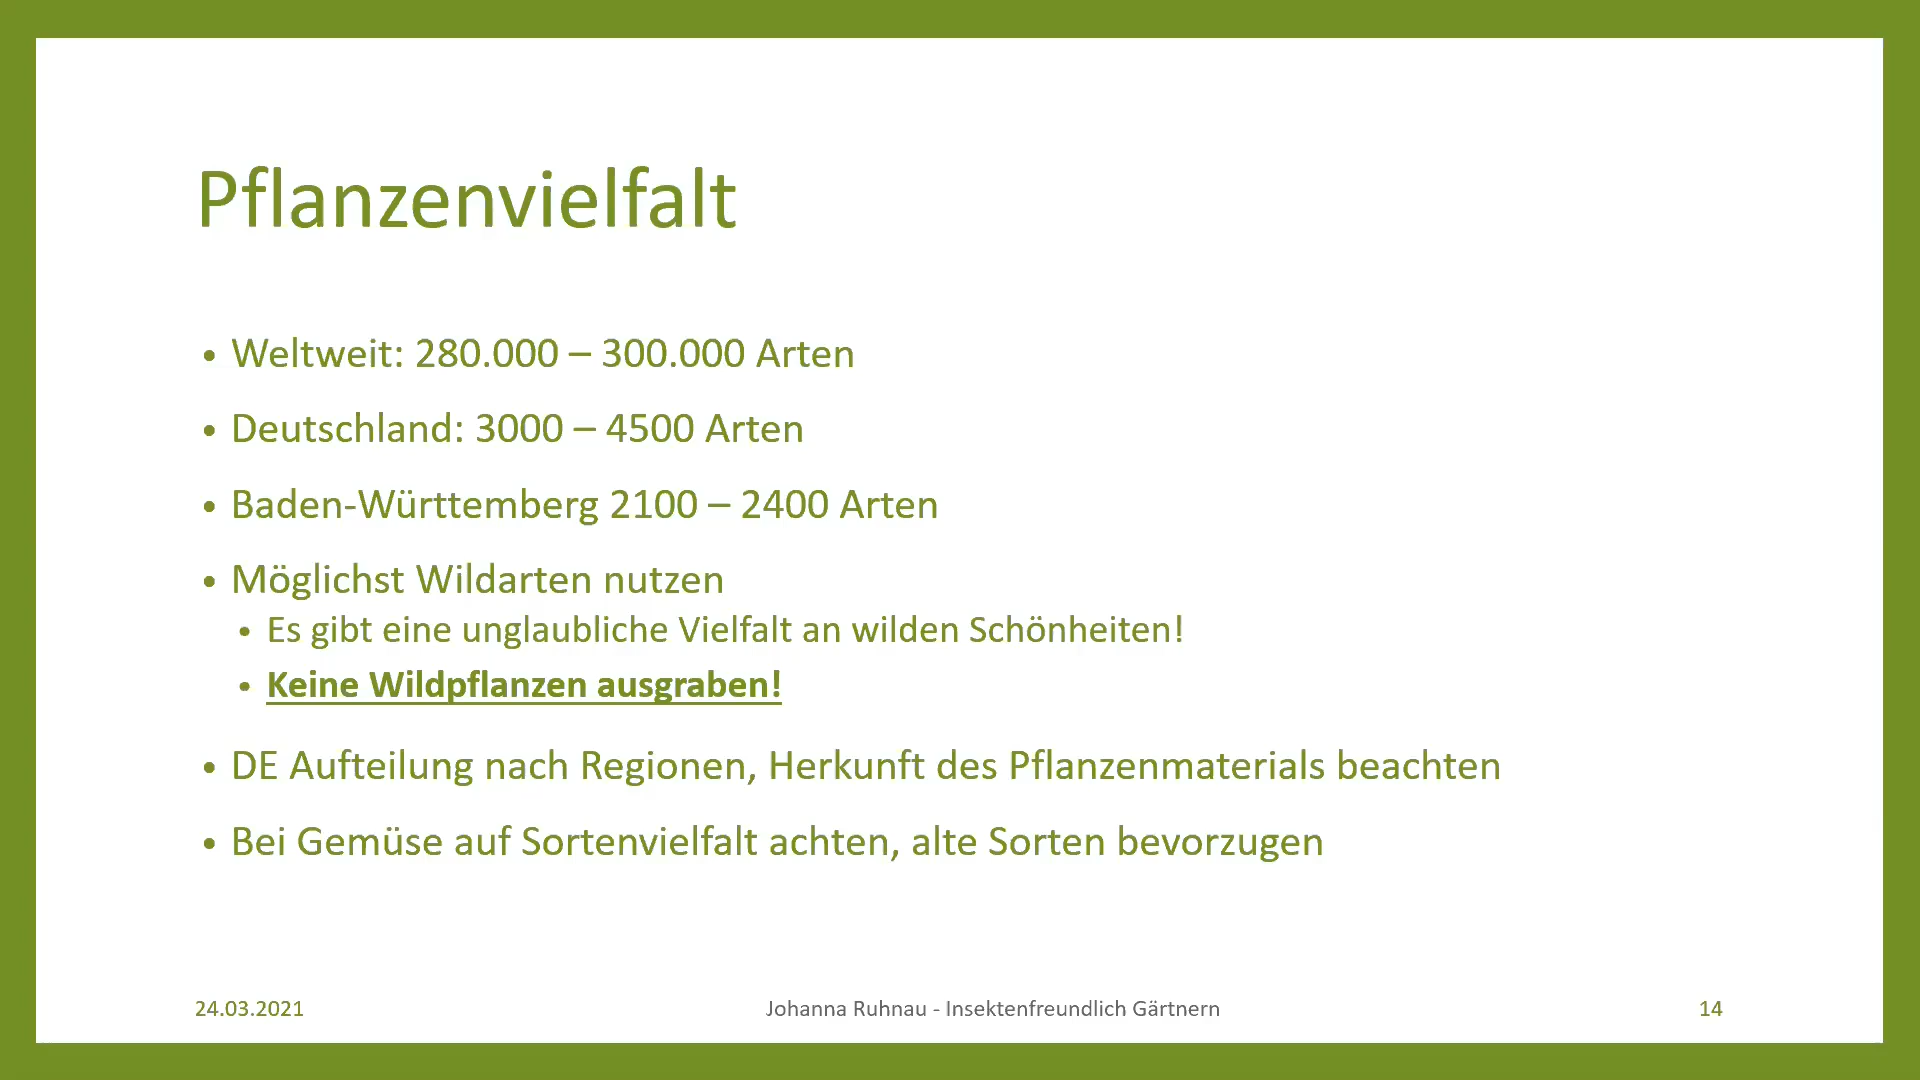 Pflanzenvielfalt
• Weltweit: 280.000 – 300.000 Arten
• Deutschland: 3000 – 4500 Arten
• Baden-Württemberg 2100 – 2400 Arten
• Möglichst Wildarten nutzen
• Es gibt eine unglaubliche Vielfalt an wilden Schönheiten!
• Keine Wildpflanzen ausgraben!
• DE Aufteilung nach Regionen, Herkunft des Pflanzenmaterials beachten
• Bei Gemüse auf Sortenvielfalt achten, alte Sorten bevorzugen
24.03.2021 Johanna Ruhnau - Insektenfreundlich Gärtnern 14